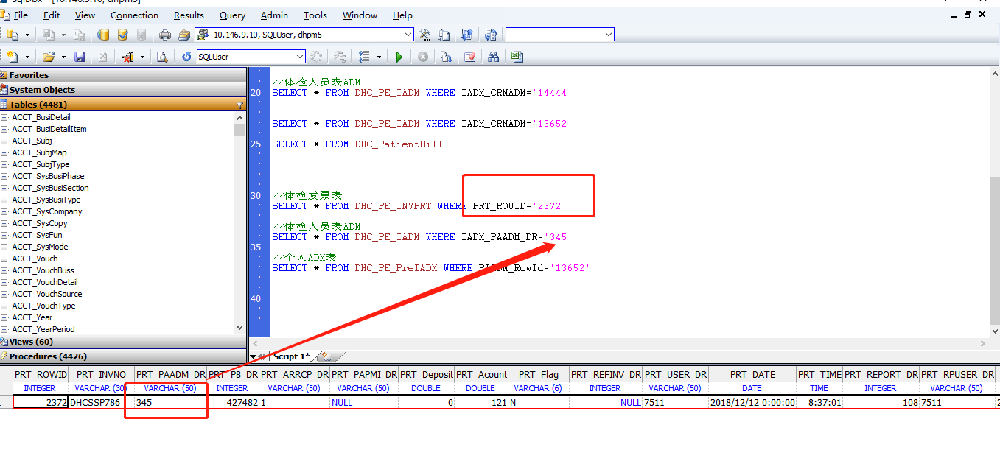 SqlDbx - [10.146.9.10, dhpm5]
File Edit View Connection Results Query Admin Tools Window Help
10.146.9.10, SQLUser, dhpm5
SQLUser
Favorites
System Objects
Tables (4481)
ACCT_BusiDetail
ACCT_BusiDetailItem
ACCT_Subj
ACCT_SubjMap
ACCT_SubjType
ACCT_SysBusiPhase
ACCT_SysBusiSection
ACCT_SysBusiType
ACCT_SysCompany
ACCT_SysCopy
ACCT_SysFun
ACCT_SysMode
ACCT_Vouch
ACCT_VouchBuss
ACCT_VouchDetail
ACCT_VouchSource
ACCT_VouchType
ACCT_Year
ACCT_YearPeriod
Views (60)
Procedures (4426)
//体检人员表ADM
20 SELECT * FROM DHC_PE_IADM WHERE IADM_CRMADM='14444'
SELECT * FROM DHC_PE_IADM WHERE IADM_CRMADM='13652'
25 SELECT * FROM DHC_PatientBill
30 //体检发票表
SELECT * FROM DHC_PE_INVPRT WHERE PRT_ROWID='2372'
//体检人员表ADM
SELECT * FROM DHC_PE_IADM WHERE IADM_PAADM_DR='345'
35
//个人ADM表
SELECT * FROM DHC_PE_PreIADM WHERE PIADM_RowId='13652'
40
Script 1*
PRT_ROWID PRT_INVNO PRT_PAADM_DR PRT_PB_DR PRT_ARRCP_DR PRT_PAPMI_DR PRT_Deposit PRT_Acount PRT_Flag PRT_REFINV_DR PRT_USER_DR PRT_DATE PRT_TIME PRT_REPORT_DR PRT_RPUSER_DR
INTEGER VARCHAR (30) VARCHAR (50) INTEGER VARCHAR (50) VARCHAR (50) DOUBLE DOUBLE VARCHAR (6) INTEGER VARCHAR (50) DATE TIME INTEGER VARCHAR (50)
2372 DHCSSP786 345 427482 1 NULL 0 121 N NULL 7511 2018/12/12 0:00:00 8:37:01 108 7511 2